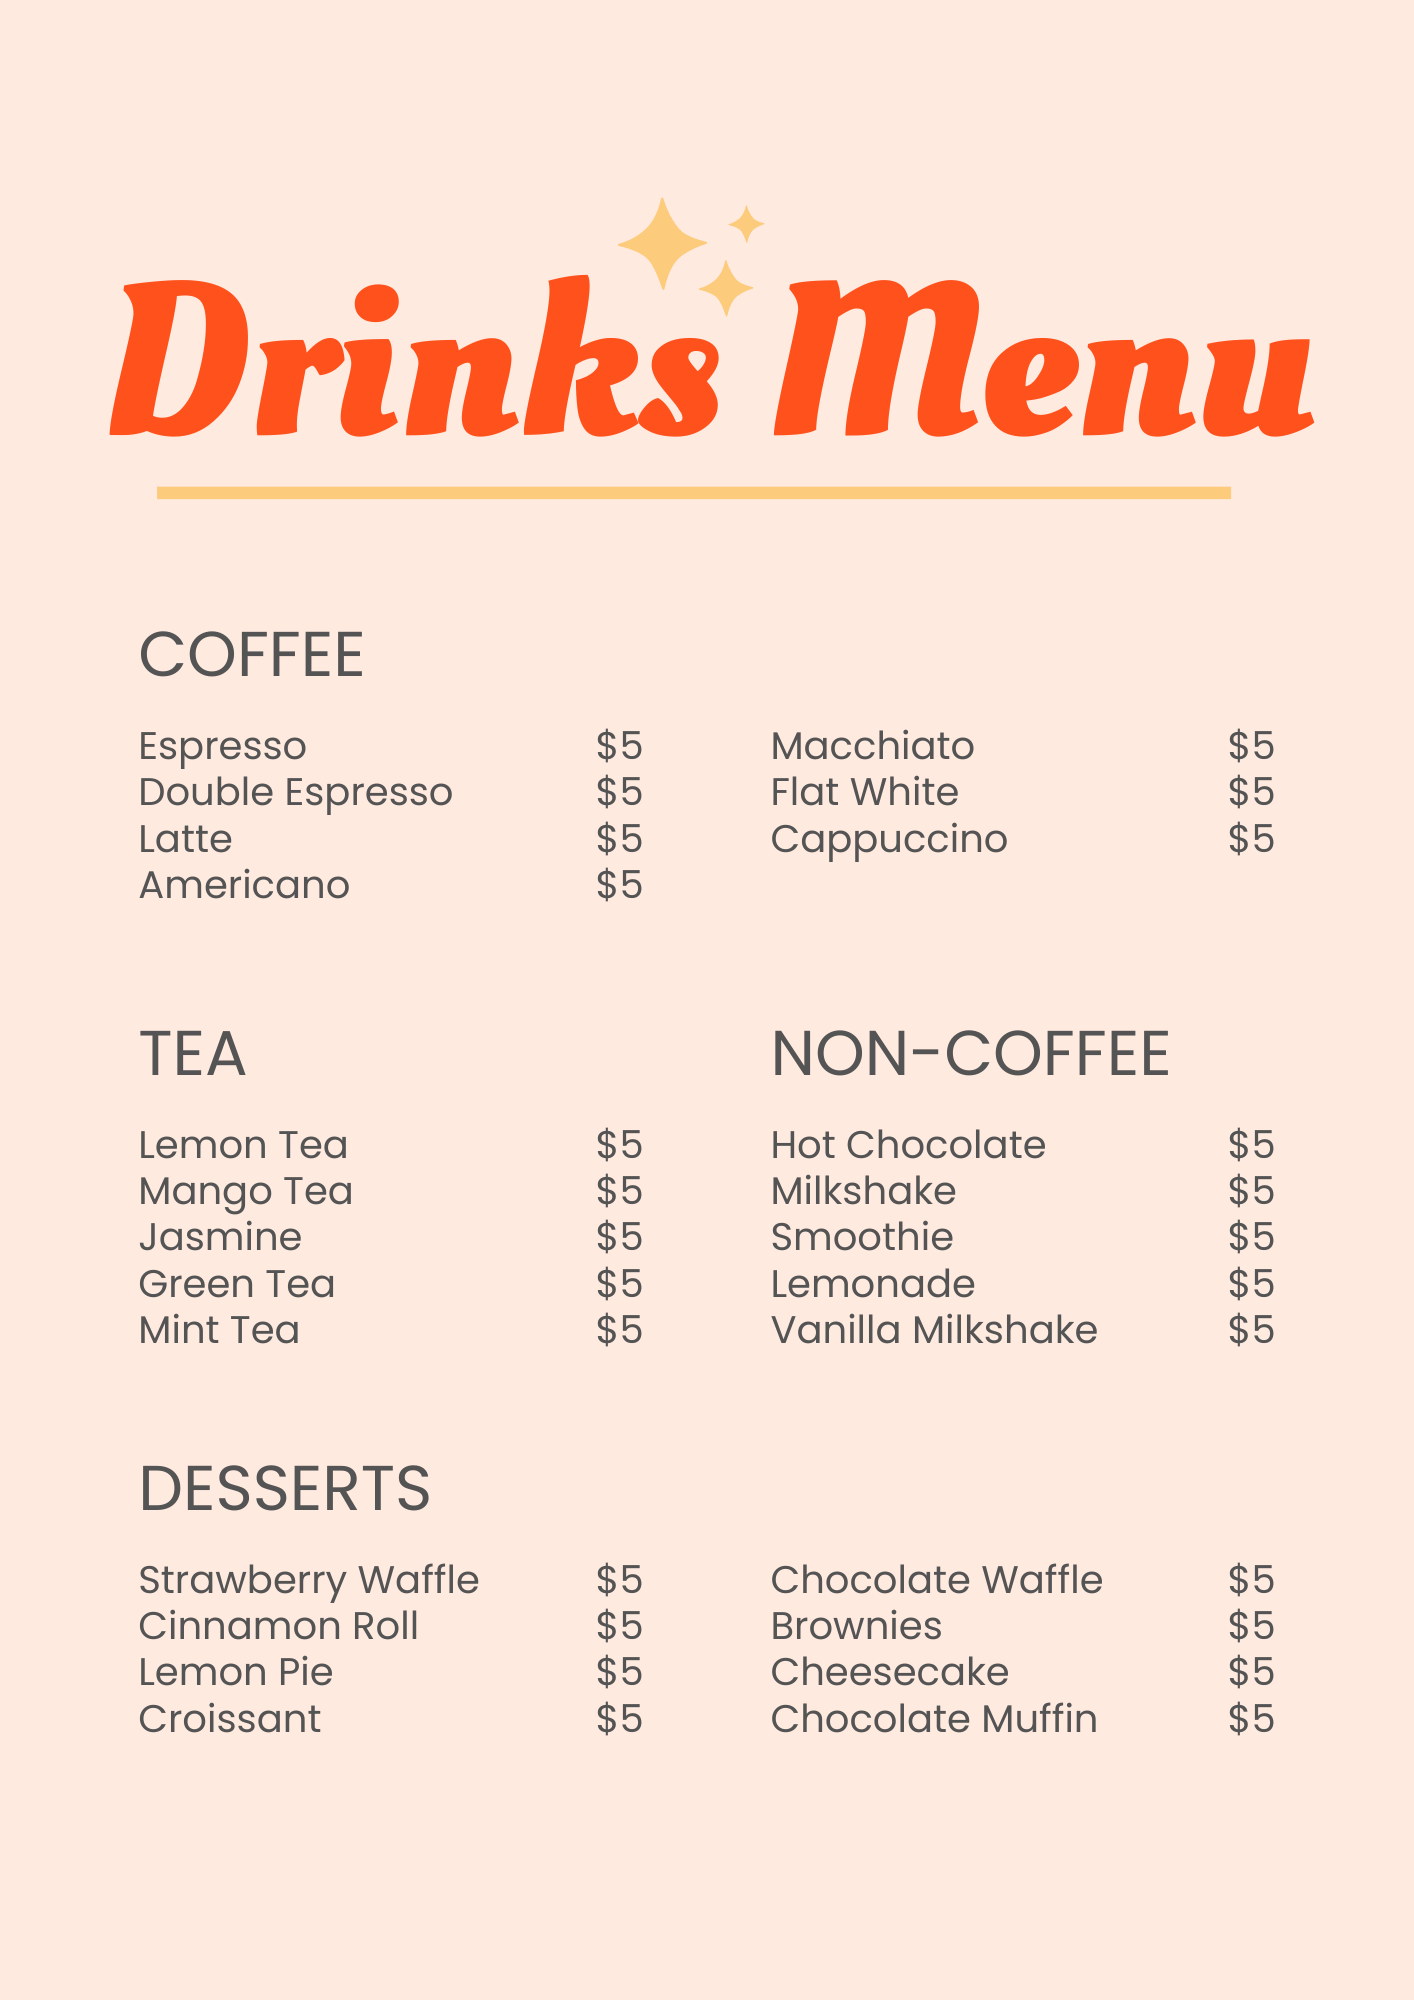 Drinks Menu
COFFEE
Espresso $5
Double Espresso $5
Latte $5
Americano $5
Macchiato $5
Flat White $5
Cappuccino $5
TEA
Lemon Tea $5
Mango Tea $5
Jasmine $5
Green Tea $5
Mint Tea $5
NON-COFFEE
Hot Chocolate $5
Milkshake $5
Smoothie $5
Lemonade $5
Vanilla Milkshake $5
DESSERTS
Strawberry Waffle $5
Cinnamon Roll $5
Lemon Pie $5
Croissant $5
Chocolate Waffle $5
Brownies $5
Cheesecake $5
Chocolate Muffin $5